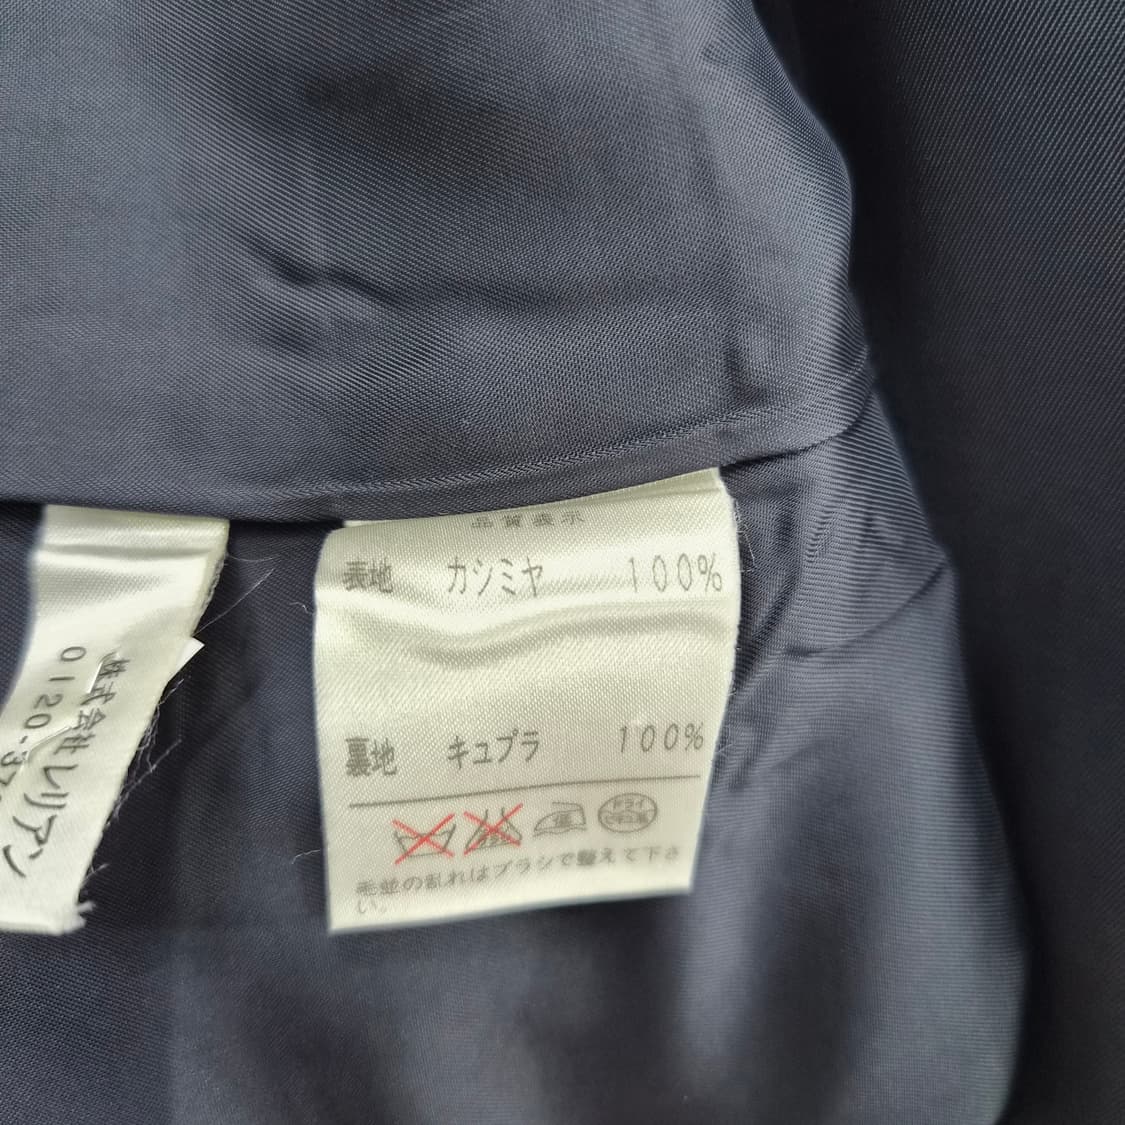 品質表示
表地 カシミヤ 100%
裏地 キュプラ 100%
低
ドライ
毛並の乱れはブラシで整えて下さ
い。
株式会社レリアン
0120-37